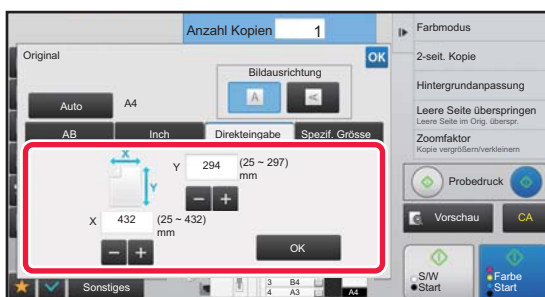 Anzahl Kopien 1
Original
OK
Bildausrichtung
A A
Auto A4
AB Inch Direkteingabe Spezif. Grösse
X
Y
Y 294 (25 ~ 297)
mm
X 432 (25 ~ 432)
mm
OK
Sonstiges
3 B4
4 A3
A4
Farbmodus
2-seit. Kopie
Hintergrundanpassung
Leere Seite überspringen
Leere Seite im Orig. überspr.
Zoomfaktor
Kopie vergrößern/verkleinern
Probedruck
Vorschau CA
S/W
Start
Farbe
Start